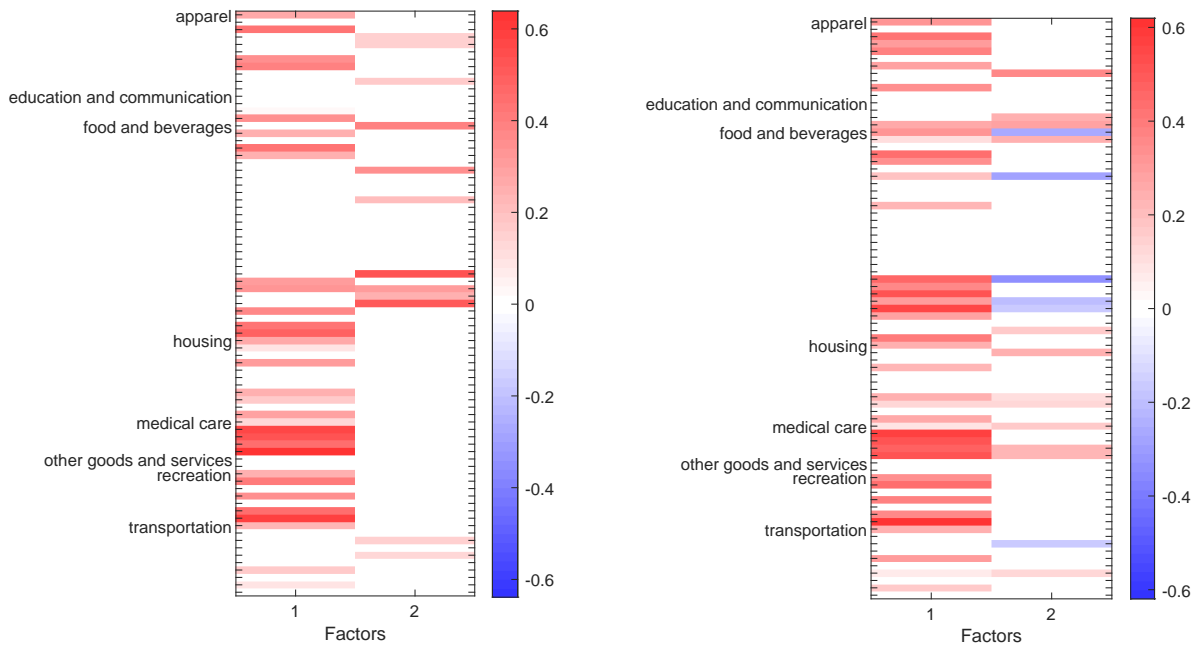 apparel
education and communication
food and beverages
housing
medical care
other goods and services
recreation
transportation
1 2
Factors
0.6
0.4
0.2
0
-0.2
-0.4
-0.6
apparel
education and communication
food and beverages
housing
medical care
other goods and services
recreation
transportation
1 2
Factors
0.6
0.4
0.2
0
-0.2
-0.4
-0.6